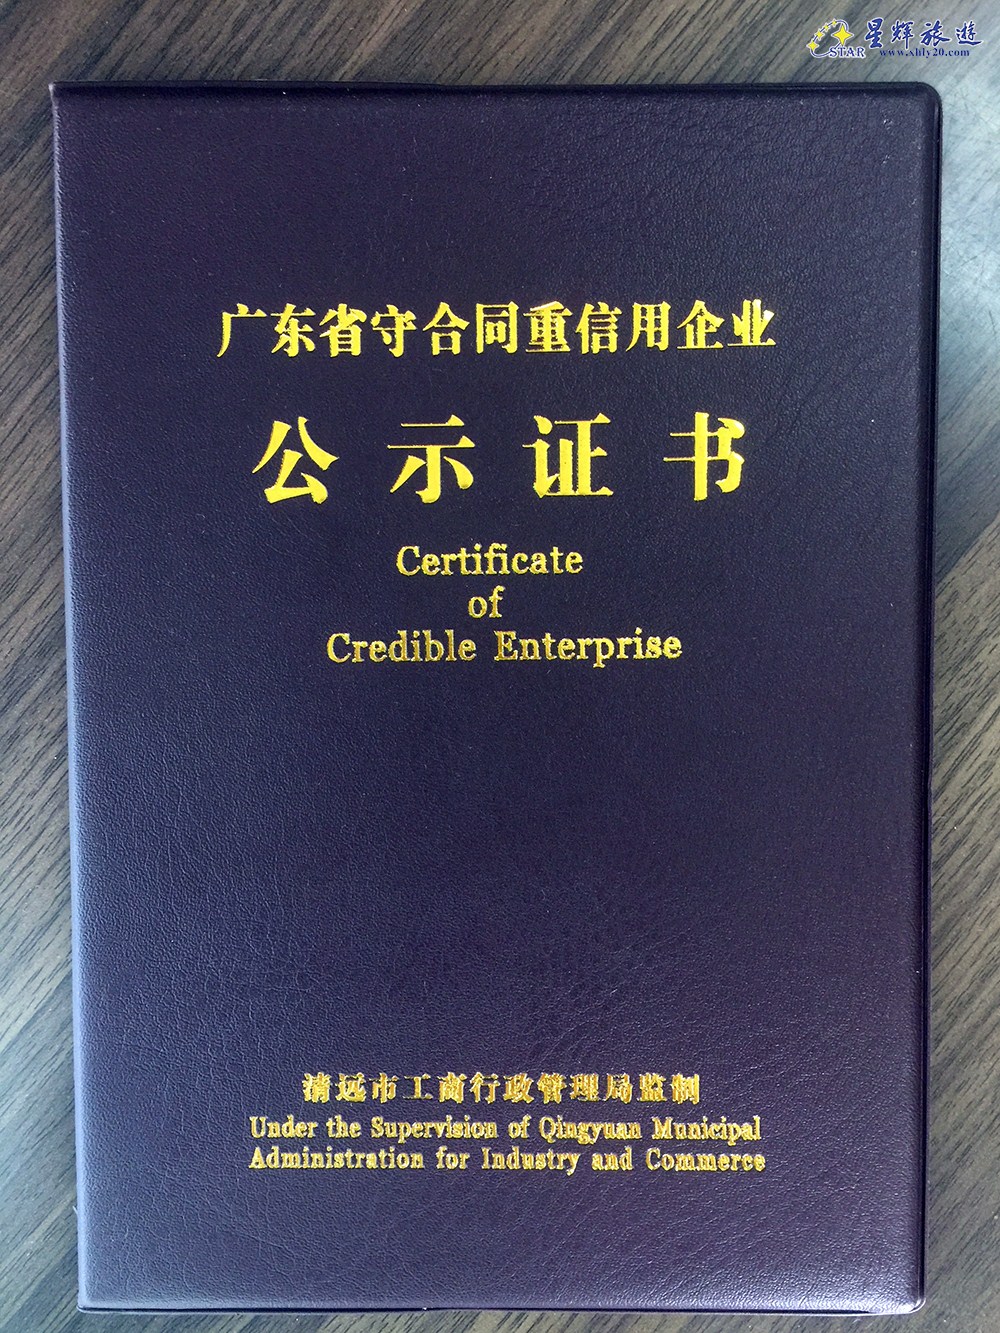 星辉旅遊
STAR www.xhly20.com
广东省守合同重信用企业
公示证书
Certificate
of
Credible Enterprise
清远市工商行政管理局监制
Under the Supervision of Qingyuan Municipal
Administration for Industry and Commerce